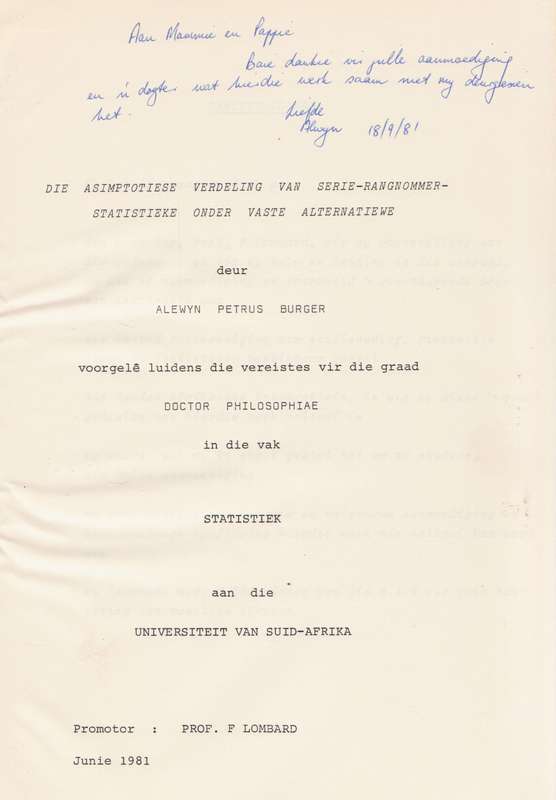 Aan Mammie en Pappie
Baie dankie vir julle aanmoediging
en 'n dogter wat hierdie werk saam met my deurgelewe
het.
Liefde
Alwyn 18/9/81
DIE ASIMPTOTIESE VERDELING VAN SERIE-RANGNOMMER-
STATISTIEKE ONDER VASTE ALTERNATIEWE
deur
ALEWYN PETRUS BURGER
voorgelê luidens die vereistes vir die graad
DOCTOR PHILOSOPHIAE
in die vak
STATISTIEK
aan die
UNIVERSITEIT VAN SUID-AFRIKA
Promotor : PROF. F LOMBARD
Junie 1981